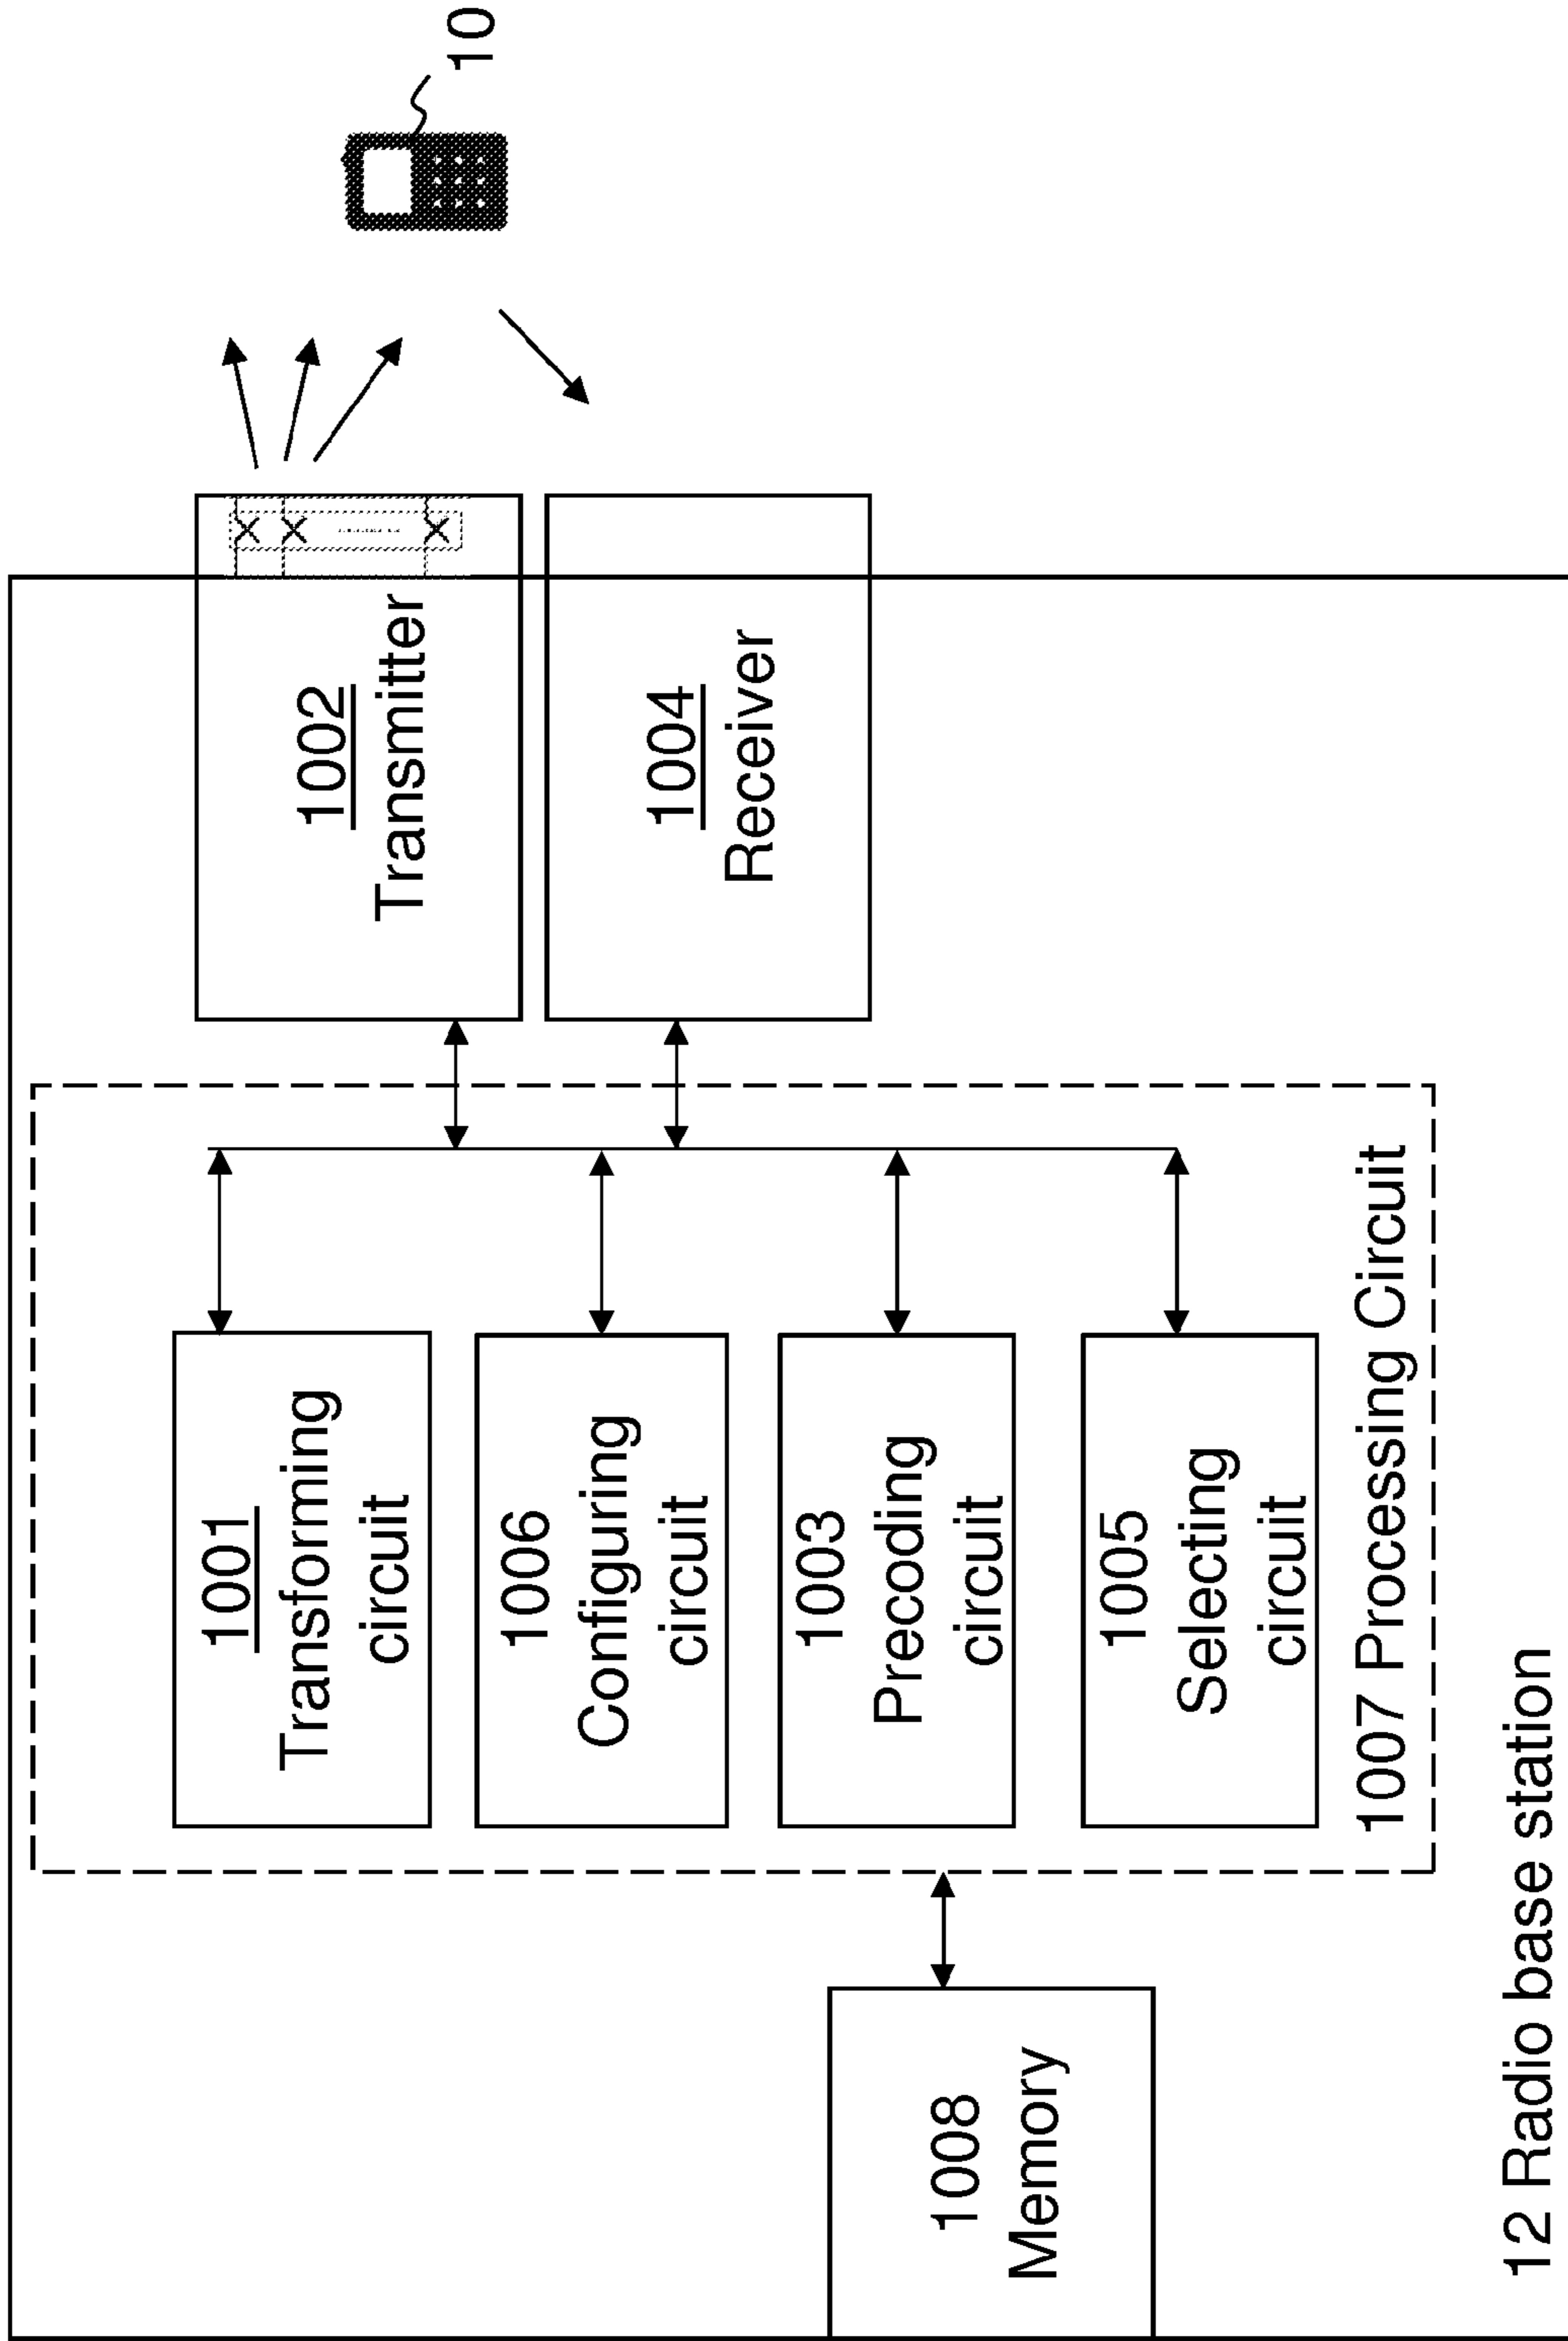 12 Radio base station
1008
Memory
1007 Processing Circuit
1001
Transforming
circuit
1006
Configuring
circuit
1003
Precoding
circuit
1005
Selecting
circuit
1002
Transmitter
1004
Receiver
10